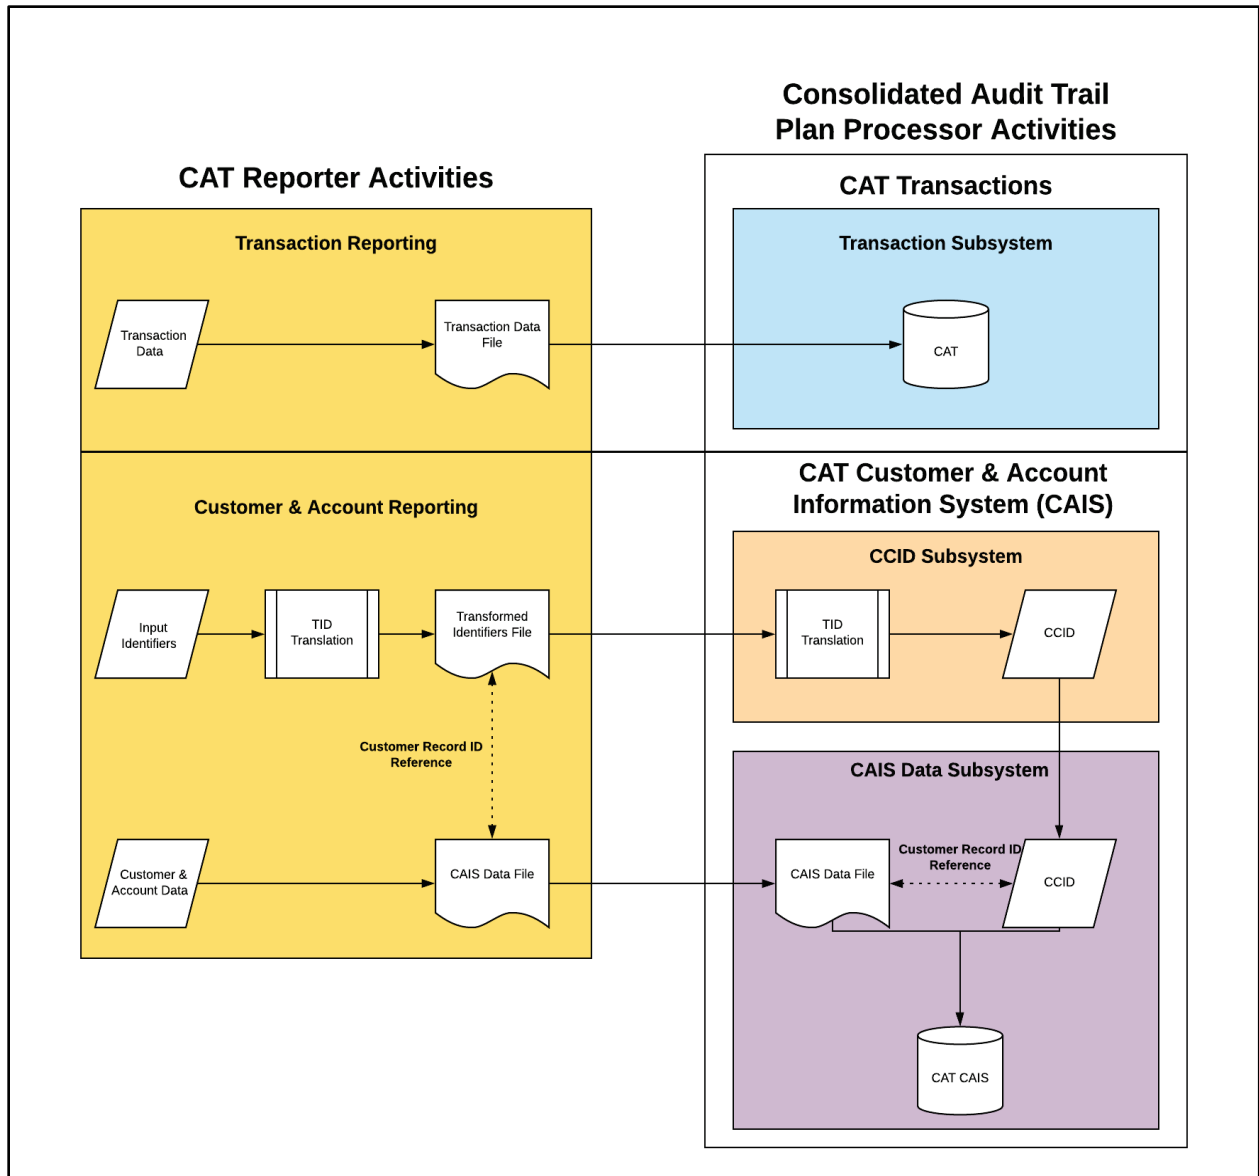 Consolidated Audit Trail
Plan Processor Activities
CAT Reporter Activities
CAT Transactions
Transaction Reporting
Transaction Subsystem
Transaction
Data
Transaction Data
File
CAT
Customer & Account Reporting
CAT Customer & Account
Information System (CAIS)
CCID Subsystem
Input
Identifiers
TID
Translation
Transformed
Identifiers File
TID
Translation
CCID
Customer Record ID
Reference
CAIS Data Subsystem
Customer &
Account Data
CAIS Data File
CAIS Data File
Customer Record ID
Reference
CCID
CAT CAIS